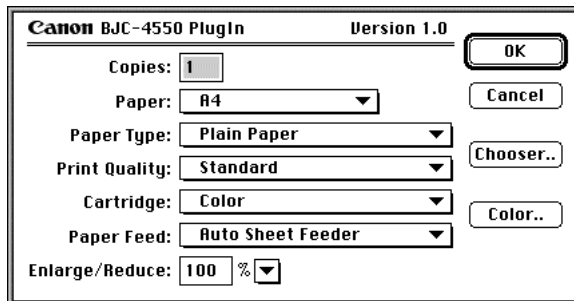 Canon BJC-4550 PlugIn Version 1.0
OK
Copies: 1
Paper: A4
Cancel
Paper Type: Plain Paper
Print Quality: Standard
Chooser..
Cartridge: Color
Color..
Paper Feed: Auto Sheet Feeder
Enlarge/Reduce: 100 %